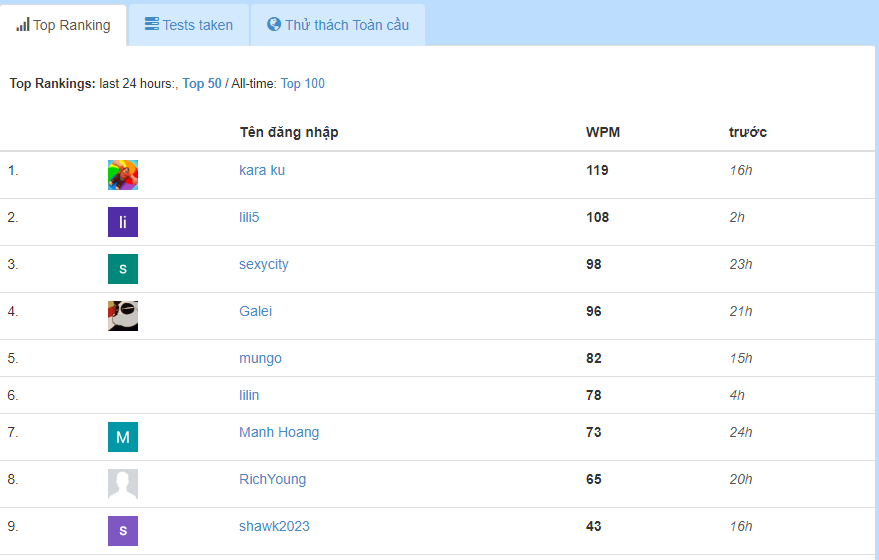 Top Ranking Tests taken Thử thách Toàn cầu
Top Rankings: last 24 hours:, Top 50 / All-time: Top 100
Tên đăng nhập WPM trước
1. kara ku 119 16h
2. li lili5 108 2h
3. s sexycity 98 23h
4. Galei 96 21h
5. mungo 82 15h
6. lilin 78 4h
7. M Manh Hoang 73 24h
8. RichYoung 65 20h
9. s shawk2023 43 16h